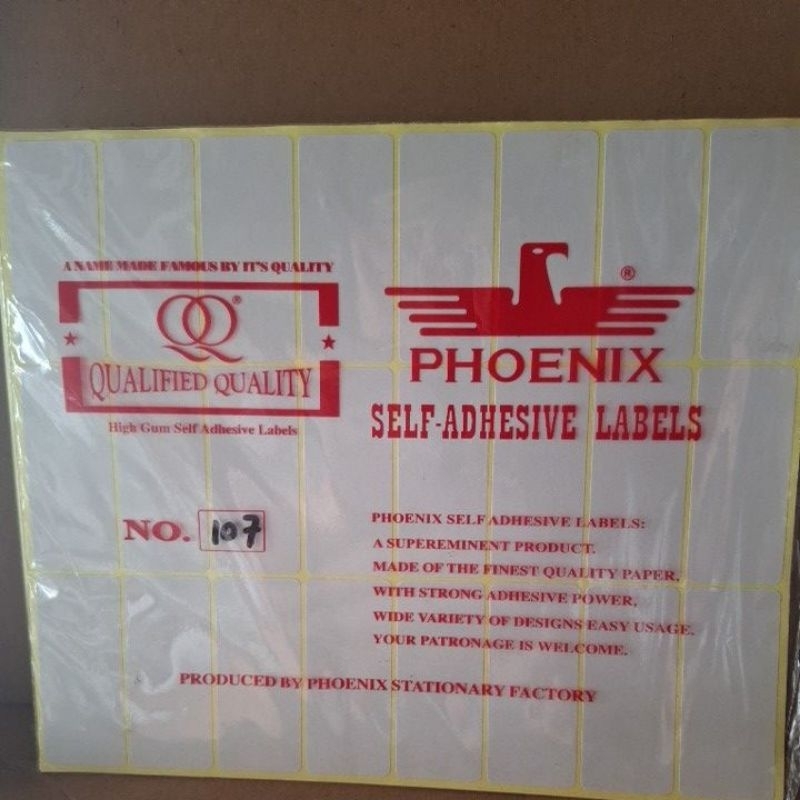 A NAME MADE FAMOUS BY IT'S QUALITY
QQ®
QUALIFIED QUALITY
High Gum Self Adhesive Labels
®
PHOENIX
SELF-ADHESIVE LABELS
NO. 107
PHOENIX SELF ADHESIVE LABELS:
A SUPEREMINENT PRODUCT.
MADE OF THE FINEST QUALITY PAPER,
WITH STRONG ADHESIVE POWER,
WIDE VARIETY OF DESIGNS EASY USAGE.
YOUR PATRONAGE IS WELCOME.
PRODUCED BY PHOENIX STATIONARY FACTORY